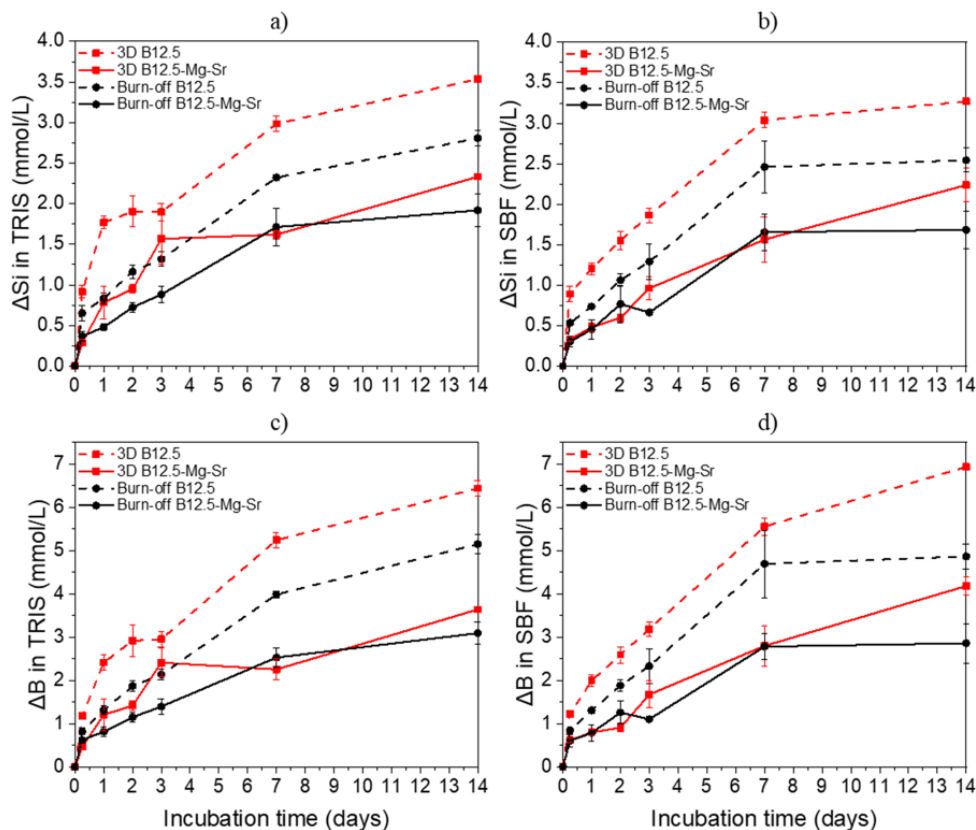 a)
ΔSi in TRIS (mmol/L)
4.0
3.5
3.0
2.5
2.0
1.5
1.0
0.5
0.0
3D B12.5
3D B12.5-Mg-Sr
Burn-off B12.5
Burn-off B12.5-Mg-Sr
0 1 2 3 4 5 6 7 8 9 10 11 12 13 14
b)
ΔSi in SBF (mmol/L)
4.0
3.5
3.0
2.5
2.0
1.5
1.0
0.5
0.0
3D B12.5
3D B12.5-Mg-Sr
Burn-off B12.5
Burn-off B12.5-Mg-Sr
0 1 2 3 4 5 6 7 8 9 10 11 12 13 14
c)
ΔB in TRIS (mmol/L)
7
6
5
4
3
2
1
0
3D B12.5
3D B12.5-Mg-Sr
Burn-off B12.5
Burn-off B12.5-Mg-Sr
0 1 2 3 4 5 6 7 8 9 10 11 12 13 14
Incubation time (days)
d)
ΔB in SBF (mmol/L)
7
6
5
4
3
2
1
0
3D B12.5
3D B12.5-Mg-Sr
Burn-off B12.5
Burn-off B12.5-Mg-Sr
0 1 2 3 4 5 6 7 8 9 10 11 12 13 14
Incubation time (days)